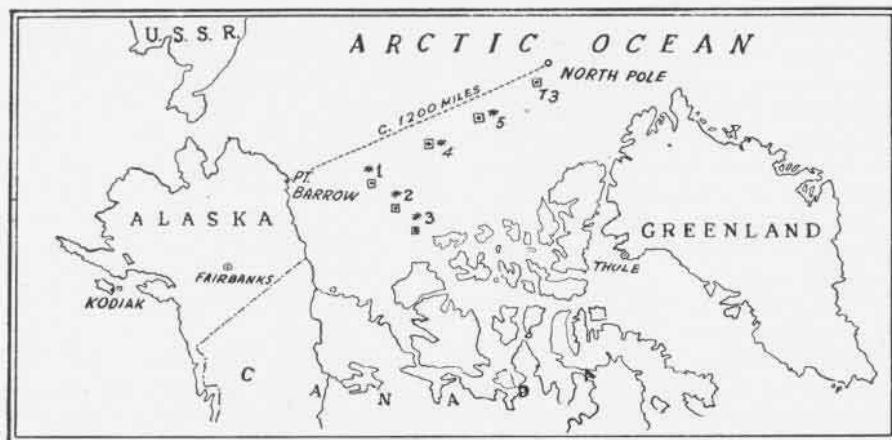 U.S.S.R.
ARCTIC OCEAN
NORTH POLE
C. 1200 MILES
T3
#5
#4
PT. BARROW
#1
#2
#3
ALASKA
GREENLAND
THULE
FAIRBANKS
KODIAK
CANADA